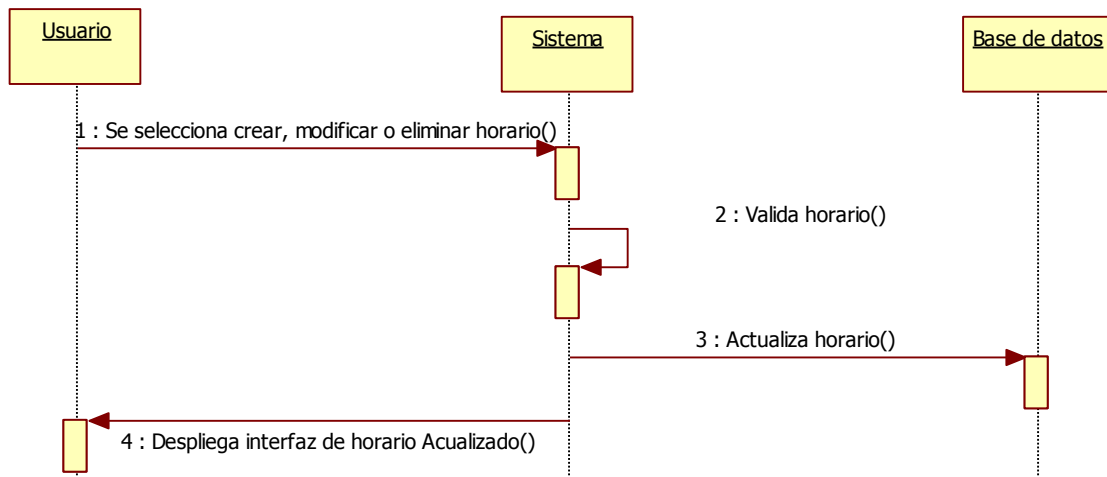 Usuario
Sistema
Base de datos
1 : Se selecciona crear, modificar o eliminar horario()
2 : Valida horario()
3 : Actualiza horario()
4 : Despliega interfaz de horario Acualizado()